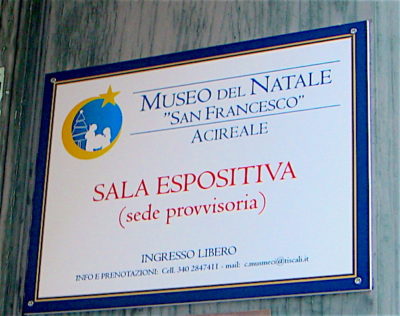 MUSEO DEL NATALE
"SAN FRANCESCO"
ACIREALE
SALA ESPOSITIVA
(sede provvisoria)
INGRESSO LIBERO
INFO E PRENOTAZIONI: Cell. 340 2847411 - mail: c.musmeci@tiscali.it